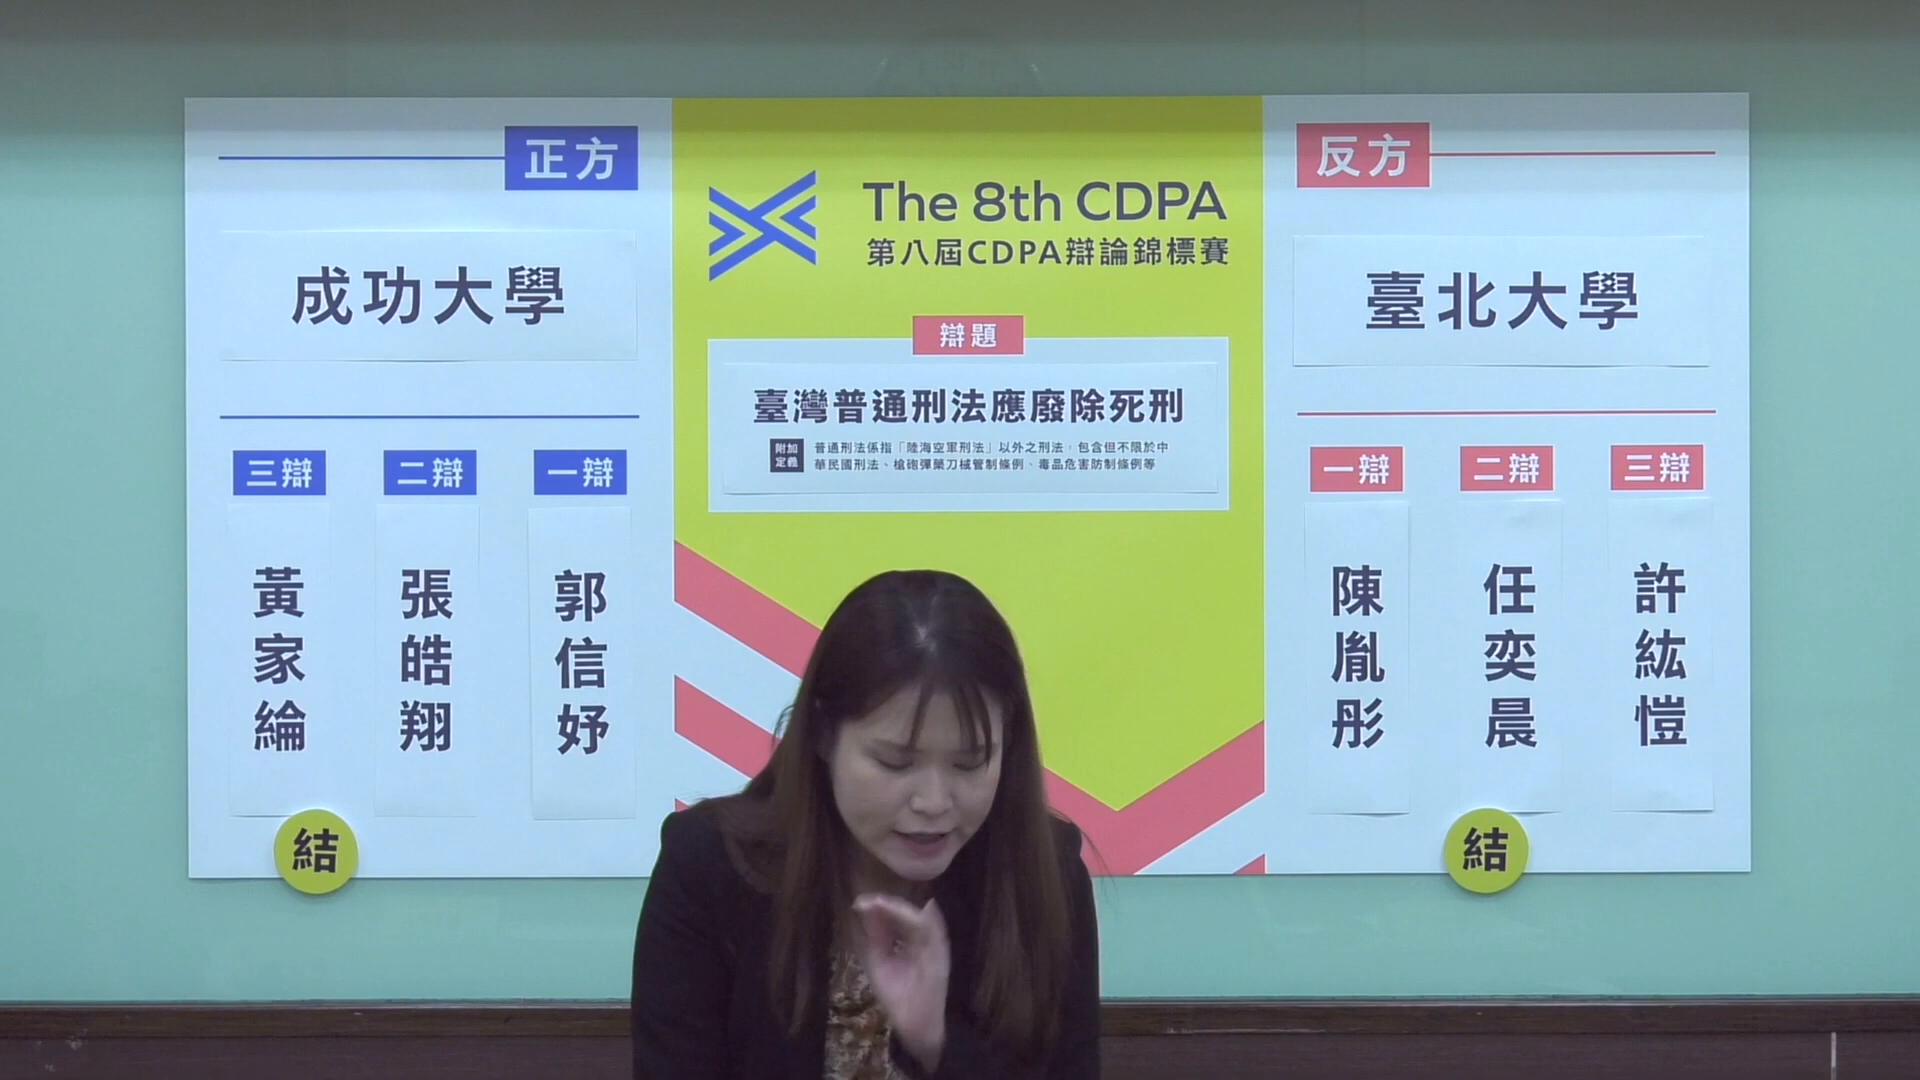 正方
成功大學
三辯
二辯
一辯
黃家綸
張皓翔
郭信妤
結
The 8th CDPA
第八屆CDPA辯論錦標賽
辯題
臺灣普通刑法應廢除死刑
附加
定義
普通刑法係指「陸海空軍刑法」以外之刑法，包含但不限於中
華民國刑法、槍砲彈藥刀械管制條例、毒品危害防制條例等
反方
臺北大學
一辯
二辯
三辯
陳胤彤
任奕晨
許紘愷
結